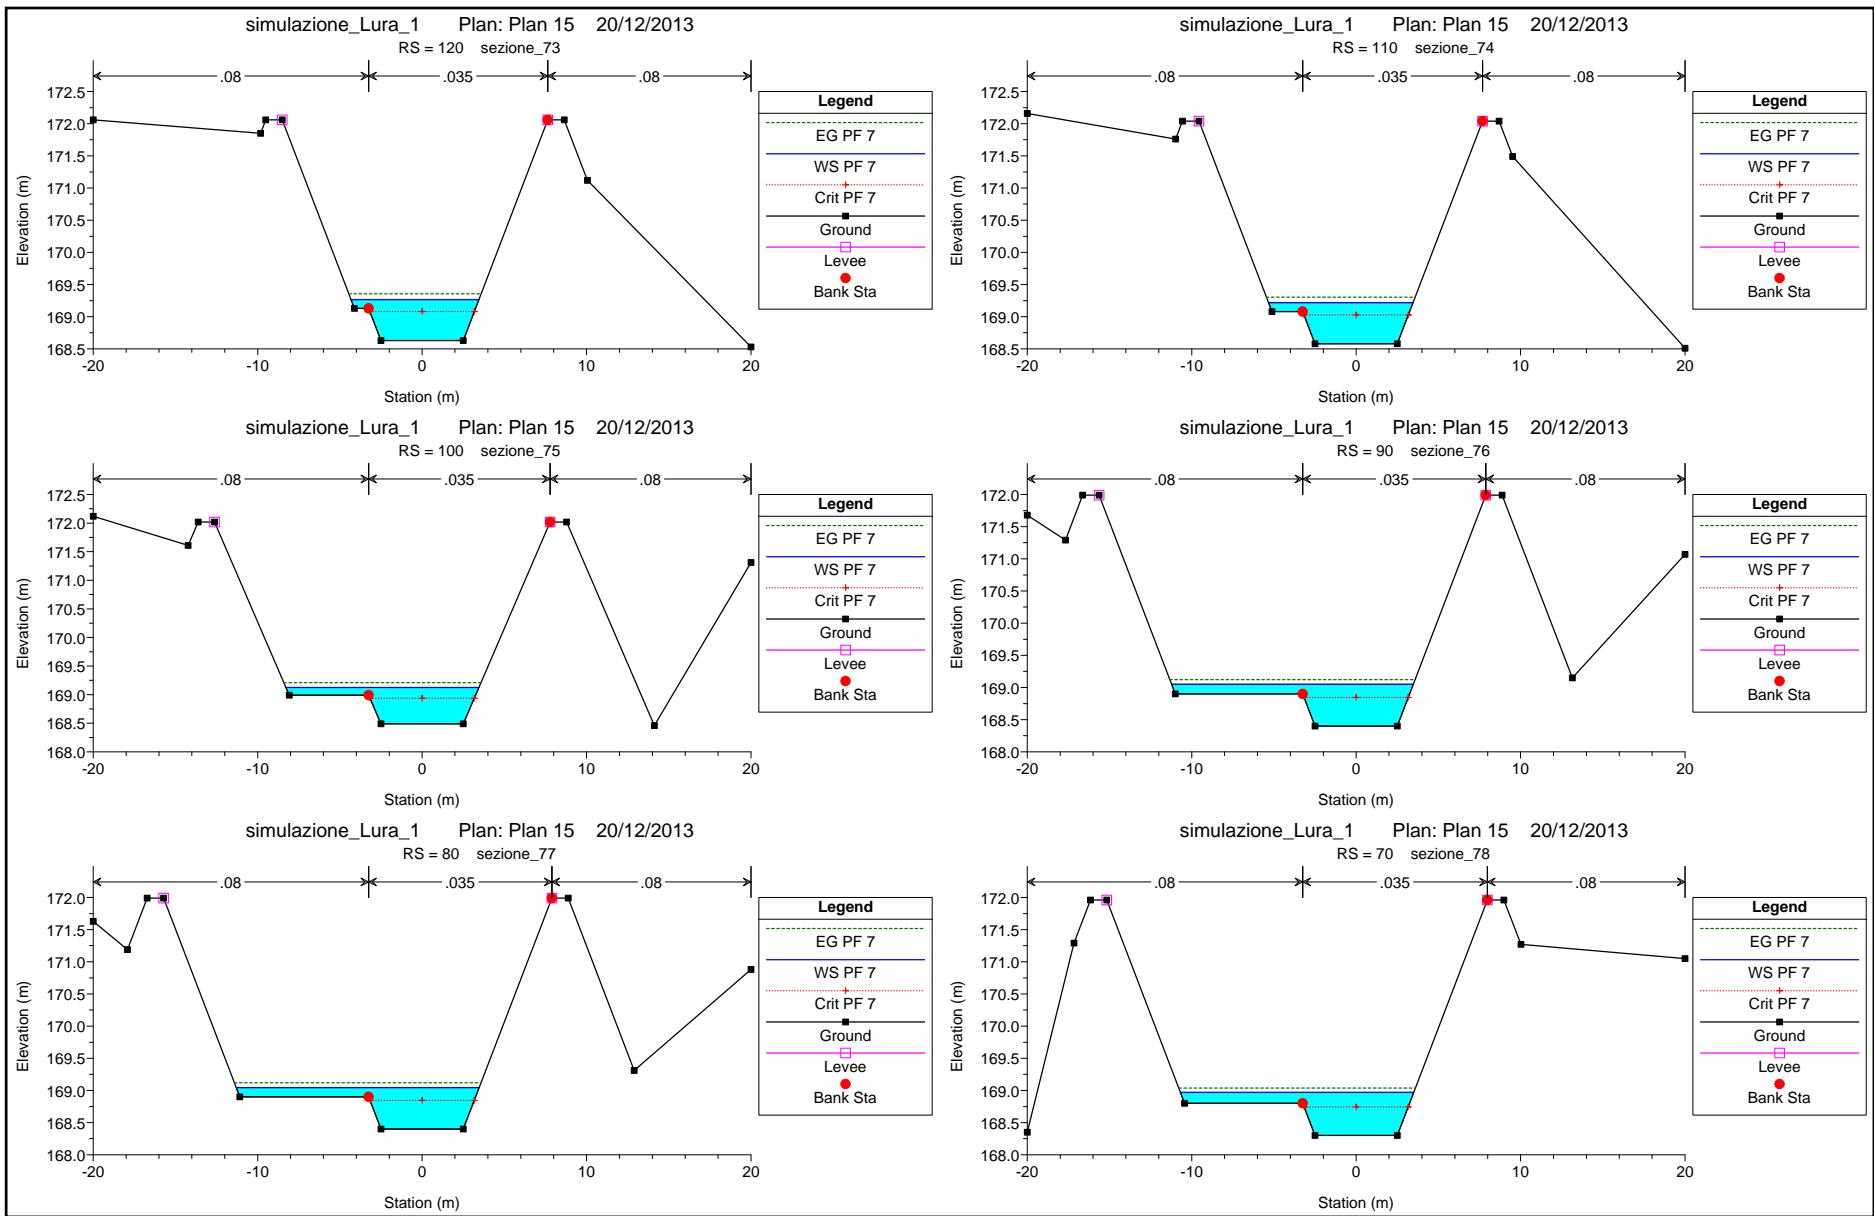 simulazione_Lura_1 Plan: Plan 15 20/12/2013
RS = 120 sezione_73
.08 .035 .08
172.5
172.0
171.5
171.0
170.5
170.0
169.5
169.0
168.5
Elevation (m)
-20 -10 0 10 20
Station (m)
Legend
EG PF 7
WS PF 7
Crit PF 7
Ground
Levee
Bank Sta
simulazione_Lura_1 Plan: Plan 15 20/12/2013
RS = 110 sezione_74
.08 .035 .08
172.5
172.0
171.5
171.0
170.5
170.0
169.5
169.0
168.5
Elevation (m)
-20 -10 0 10 20
Station (m)
Legend
EG PF 7
WS PF 7
Crit PF 7
Ground
Levee
Bank Sta
simulazione_Lura_1 Plan: Plan 15 20/12/2013
RS = 100 sezione_75
.08 .035 .08
172.5
172.0
171.5
171.0
170.5
170.0
169.5
169.0
168.5
168.0
Elevation (m)
-20 -10 0 10 20
Station (m)
Legend
EG PF 7
WS PF 7
Crit PF 7
Ground
Levee
Bank Sta
simulazione_Lura_1 Plan: Plan 15 20/12/2013
RS = 90 sezione_76
.08 .035 .08
172.0
171.5
171.0
170.5
170.0
169.5
169.0
168.5
168.0
Elevation (m)
-20 -10 0 10 20
Station (m)
Legend
EG PF 7
WS PF 7
Crit PF 7
Ground
Levee
Bank Sta
simulazione_Lura_1 Plan: Plan 15 20/12/2013
RS = 80 sezione_77
.08 .035 .08
172.0
171.5
171.0
170.5
170.0
169.5
169.0
168.5
168.0
Elevation (m)
-20 -10 0 10 20
Station (m)
Legend
EG PF 7
WS PF 7
Crit PF 7
Ground
Levee
Bank Sta
simulazione_Lura_1 Plan: Plan 15 20/12/2013
RS = 70 sezione_78
.08 .035 .08
172.0
171.5
171.0
170.5
170.0
169.5
169.0
168.5
168.0
Elevation (m)
-20 -10 0 10 20
Station (m)
Legend
EG PF 7
WS PF 7
Crit PF 7
Ground
Levee
Bank Sta